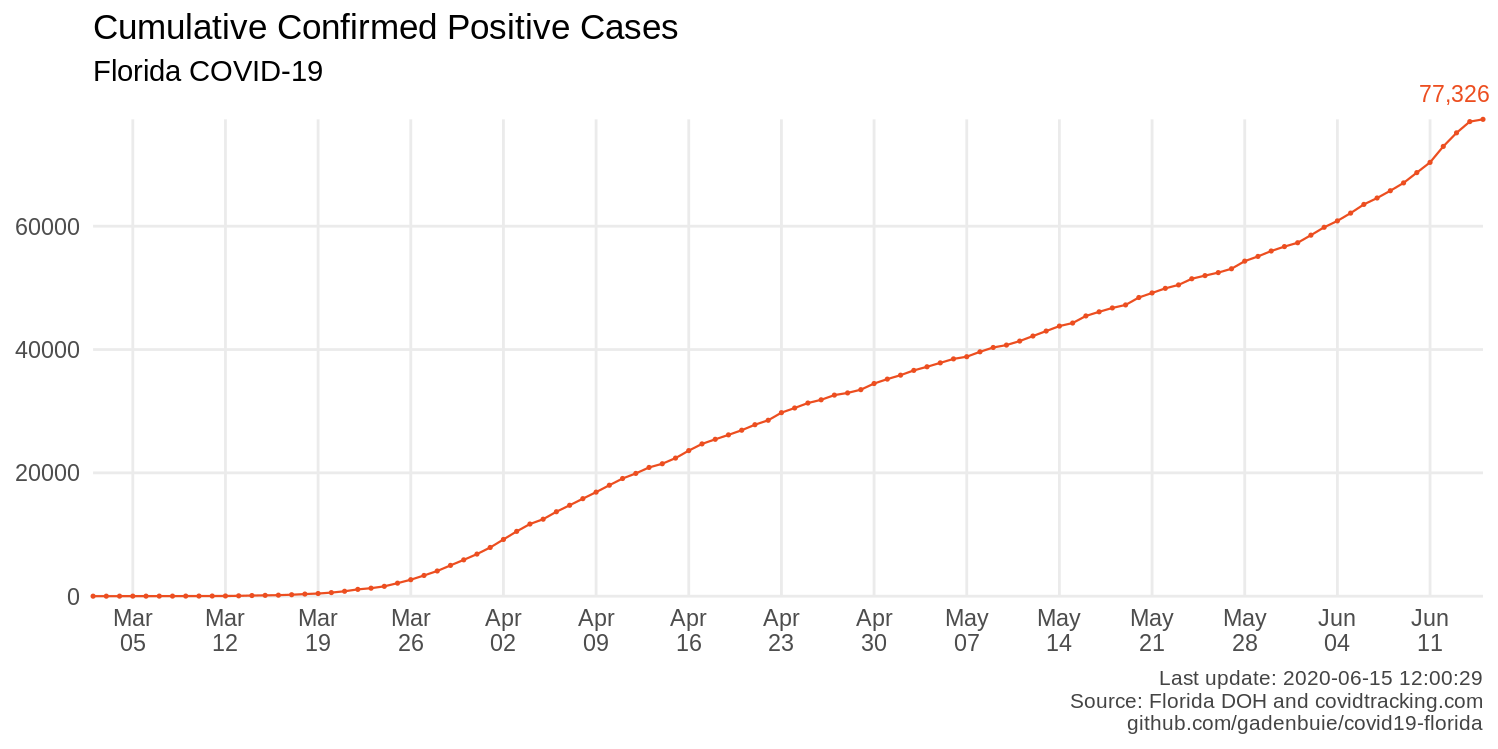 Cumulative Confirmed Positive Cases
Florida COVID-19
77,326
60000
40000
20000
0
Mar Mar Mar Mar Apr Apr Apr Apr Apr May May May May Jun Jun
05 12 19 26 02 09 16 23 30 07 14 21 28 04 11
Last update: 2020-06-15 12:00:29
Source: Florida DOH and covidtracking.com
github.com/gadenbuie/covid19-florida